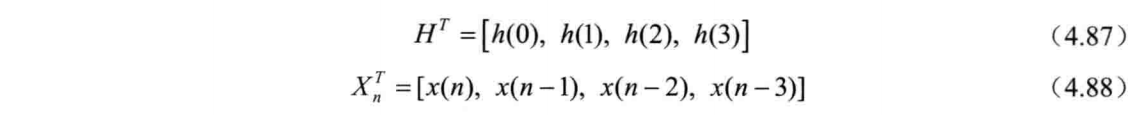 H^T = [h(0), h(1), h(2), h(3)] （4.87）
X_n^T = [x(n), x(n−1), x(n−2), x(n−3)] （4.88）